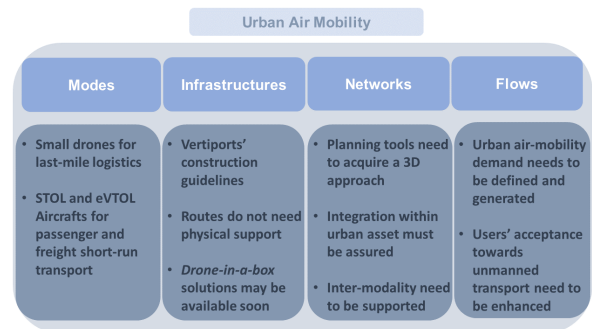 Urban Air Mobility
Modes
• Small drones for
last-mile logistics
• STOL and eVTOL
Aircrafts for
passenger and
freight short-run
transport
Infrastructures
• Vertiports’
construction
guidelines
• Routes do not need
physical support
• Drone-in-a-box
solutions may be
available soon
Networks
• Planning tools need
to acquire a 3D
approach
• Integration within
urban asset must
be assured
• Inter-modality need
to be supported
Flows
• Urban air-mobility
demand needs to
be defined and
generated
• Users’ acceptance
towards
unmanned
transport need to
be enhanced